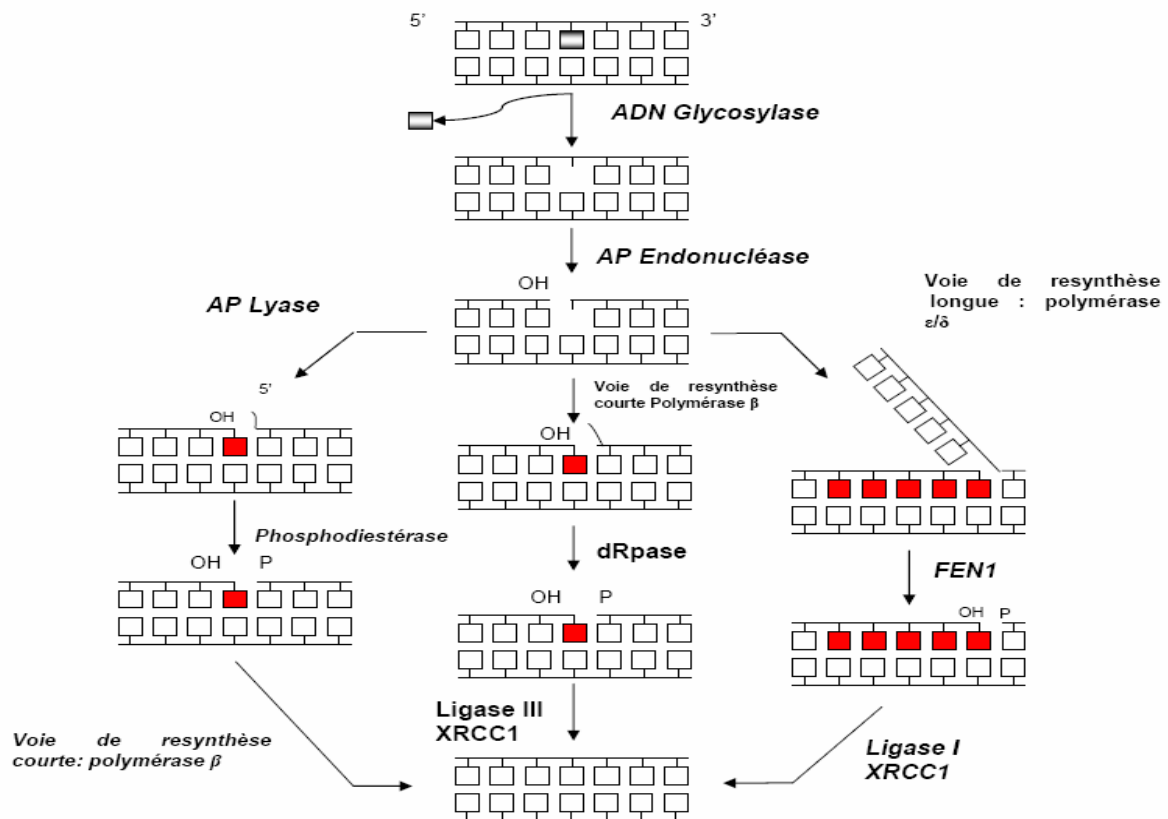 5’
3’
ADN Glycosylase
AP Endonucléase
OH
AP Lyase
Voie de resynthèse
longue : polymérase
ε/δ
Voie de resynthèse
courte Polymérase β
5’
OH
OH
Phosphodiestérase
dRpase
FEN1
OH P
OH P
OH P
Ligase III
XRCC1
Voie de resynthèse
courte: polymérase β
Ligase I
XRCC1